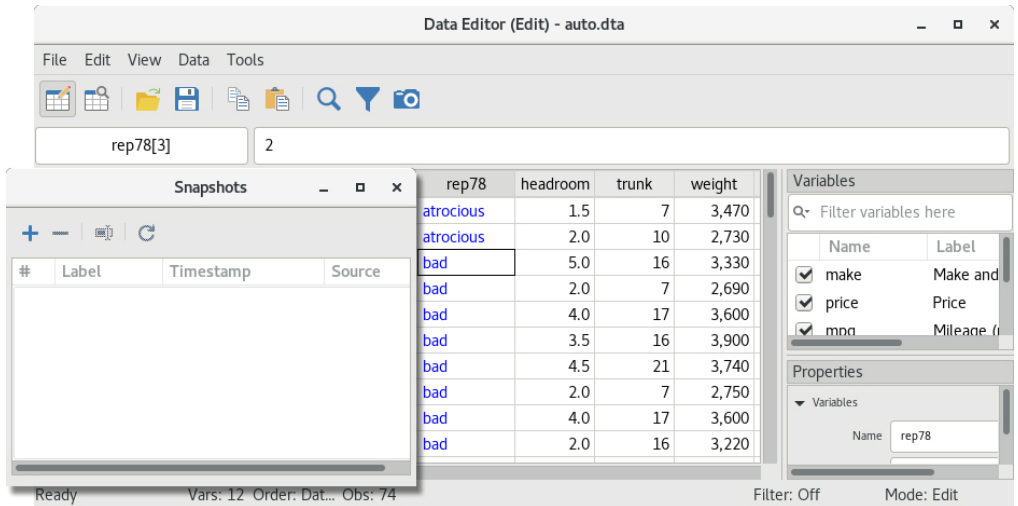 Data Editor (Edit) - auto.dta
File Edit View Data Tools
rep78[3] 2
Snapshots
# Label Timestamp Source
rep78 headroom trunk weight
atrocious 1.5 7 3,470
atrocious 2.0 10 2,730
bad 5.0 16 3,330
bad 2.0 7 2,690
bad 4.0 17 3,600
bad 3.5 16 3,900
bad 4.5 21 3,740
bad 2.0 7 2,750
bad 4.0 17 3,600
bad 2.0 16 3,220
Variables
Filter variables here
Name Label
make Make and
price Price
mpg Mileage (
Properties
Variables
Name rep78
Ready Vars: 12 Order: Dat... Obs: 74 Filter: Off Mode: Edit